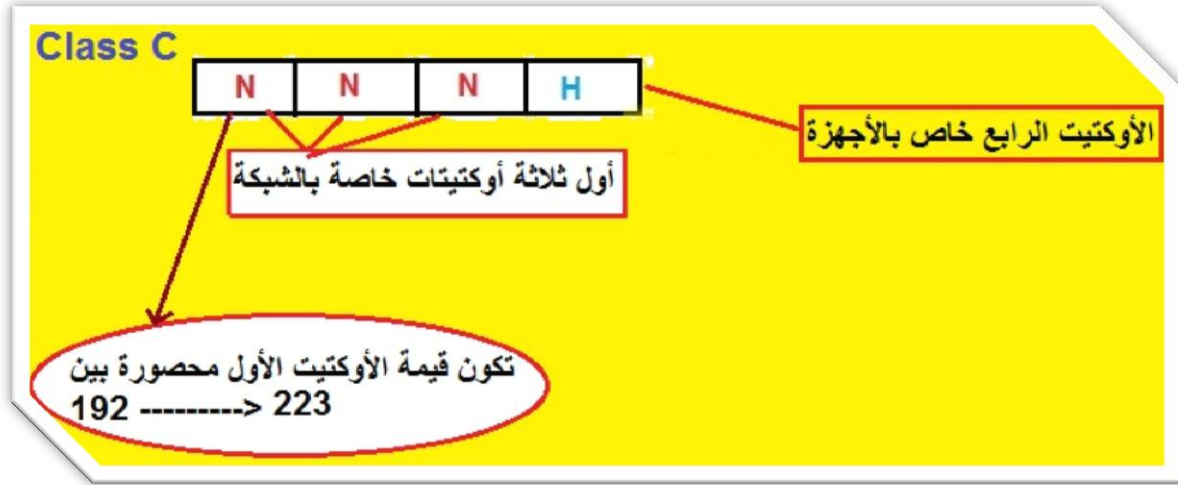 Class C
N N N H
الأوكتيت الرابع خاص بالأجهزة
أول ثلاثة أوكتيتات خاصة بالشبكة
تكون قيمة الأوكتيت الأول محصورة بين
192 ---------> 223